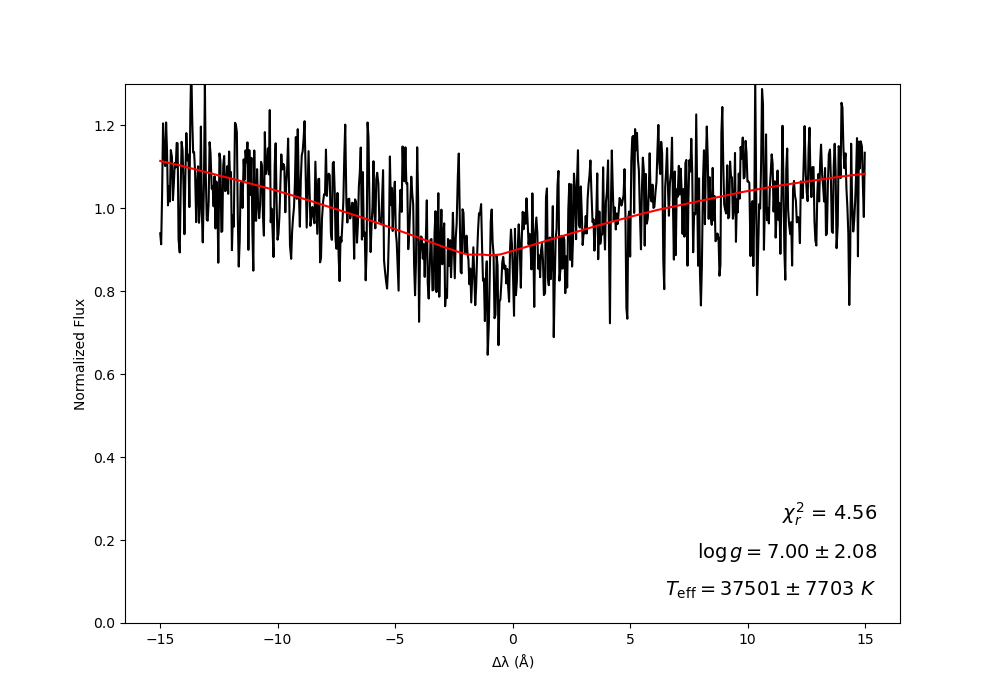 1.2
1.0
0.8
0.6
0.4
0.2
0.0
Normalized Flux
χ²ᵣ = 4.56
log g = 7.00 ± 2.08
T_eff = 37501 ± 7703 K
−15 −10 −5 0 5 10 15
Δλ (Å)